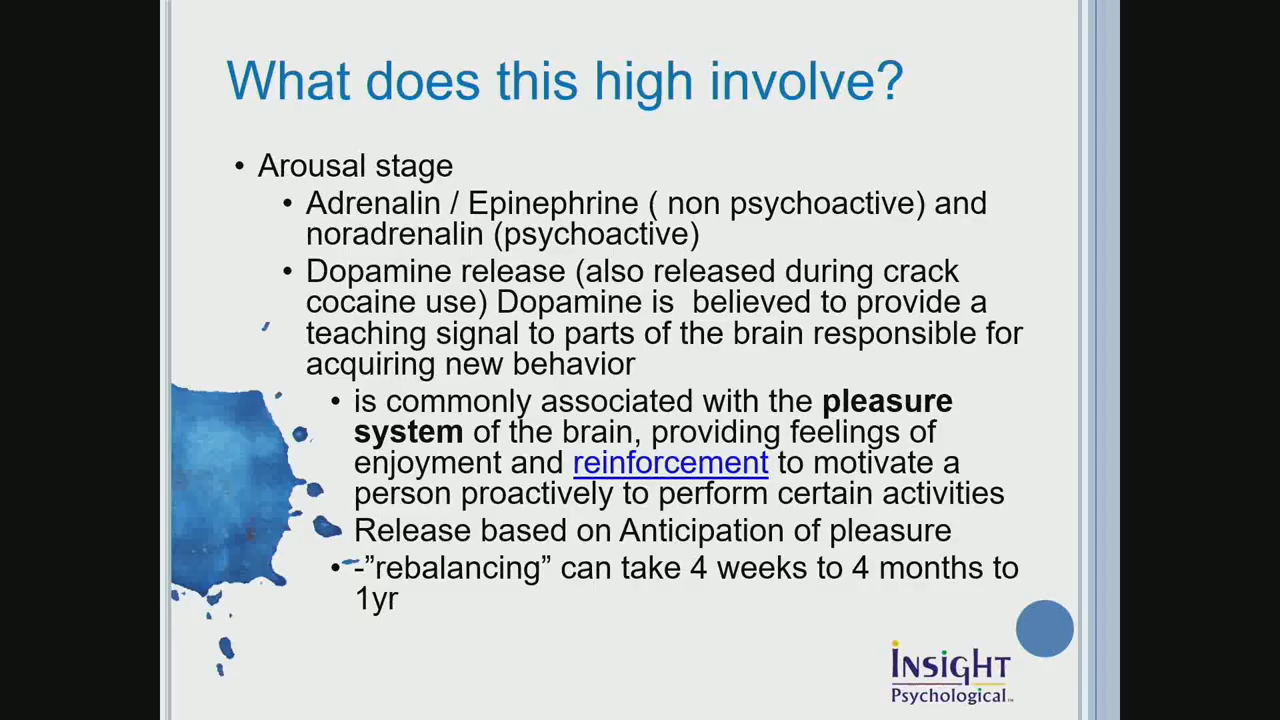 What does this high involve?
• Arousal stage
• Adrenalin / Epinephrine ( non psychoactive) and
noradrenalin (psychoactive)
• Dopamine release (also released during crack
cocaine use) Dopamine is  believed to provide a
teaching signal to parts of the brain responsible for
acquiring new behavior
• is commonly associated with the pleasure
system of the brain, providing feelings of
enjoyment and reinforcement to motivate a
person proactively to perform certain activities
Release based on Anticipation of pleasure
• -”rebalancing” can take 4 weeks to 4 months to
1yr
INSIGHT
Psychological™